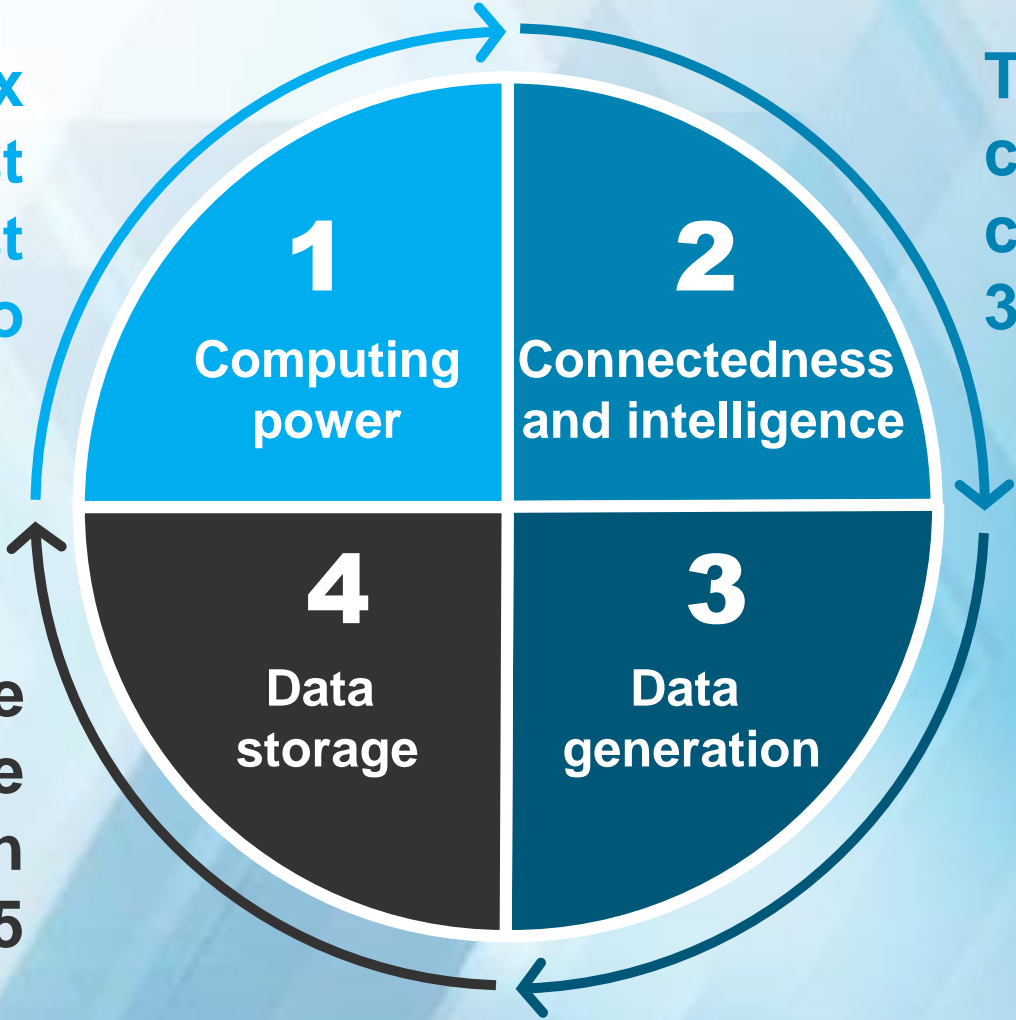 1
Computing
power
2
Connectedness
and intelligence
3
Data
generation
4
Data
storage